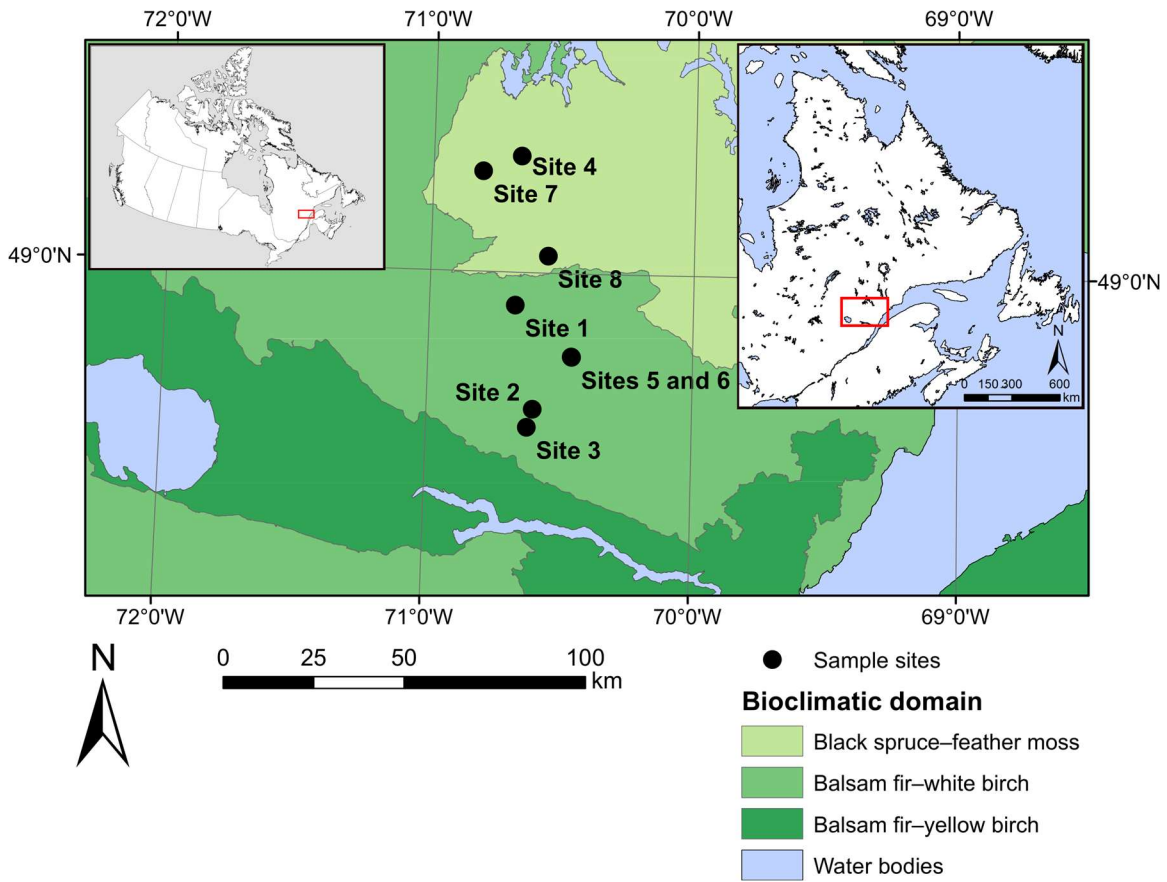 72°0'W 71°0'W 70°0'W 69°0'W
Site 4
Site 7
49°0'N
Site 8
49°0'N
Site 1
N
Sites 5 and 6
0 150 300 600
km
Site 2
Site 3
72°0'W 71°0'W 70°0'W 69°0'W
N
0 25 50 100
km
Sample sites
Bioclimatic domain
Black spruce–feather moss
Balsam fir–white birch
Balsam fir–yellow birch
Water bodies